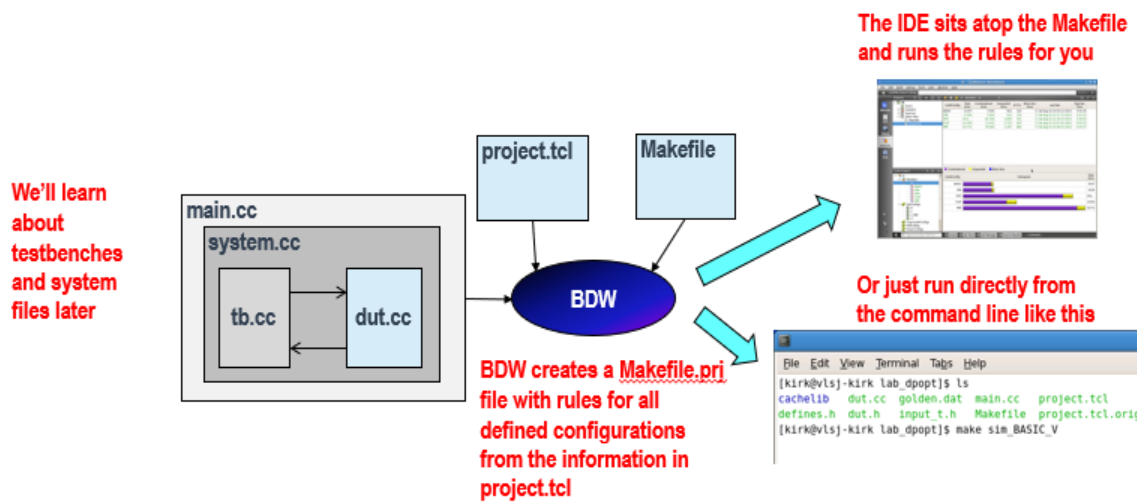 The IDE sits atop the Makefile
and runs the rules for you
project.tcl
Makefile
We'll learn
about
testbenches
and system
files later
main.cc
system.cc
tb.cc
dut.cc
BDW
Or just run directly from
the command line like this
BDW creates a Makefile.prj
file with rules for all
defined configurations
from the information in
project.tcl
File Edit View Terminal Tabs Help
[kirk@vlsj-kirk lab_dpopt]$ ls
cachelib dut.cc golden.dat main.cc project.tcl
defines.h dut.h input_t.h Makefile project.tcl.orig
[kirk@vlsj-kirk lab_dpopt]$ make sim_BASIC_V